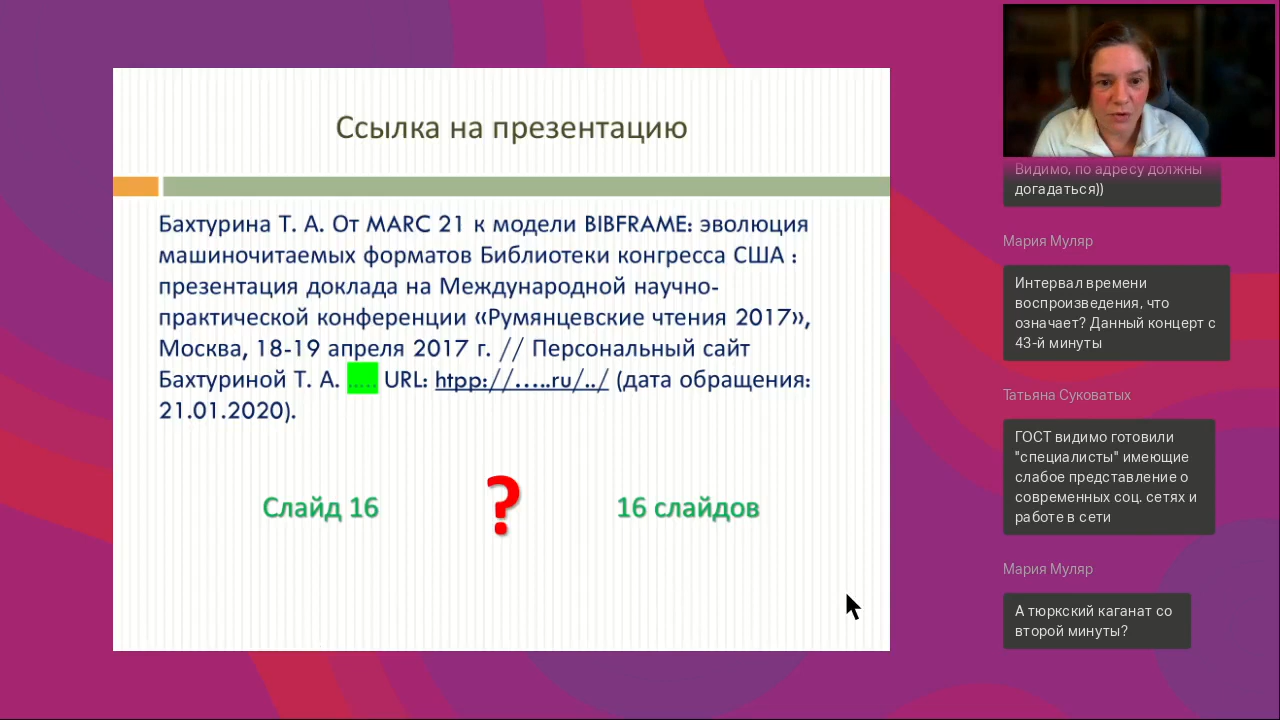 Ссылка на презентацию
Бахтурина Т. А. От MARC 21 к модели BIBFRAME: эволюция
машиночитаемых форматов Библиотеки конгресса США :
презентация доклада на Международной научно-
практической конференции «Румянцевские чтения 2017»,
Москва, 18-19 апреля 2017 г. // Персональный сайт
Бахтуриной Т. А. ..... URL: htpp://…..ru/../ (дата обращения:
21.01.2020).
Слайд 16
?
16 слайдов
Видимо, по адресу должны
догадаться))
Мария Муляр
Интервал времени
воспроизведения, что
означает? Данный концерт с
43-й минуты
Татьяна Суковатых
ГОСТ видимо готовили
"специалисты" имеющие
слабое представление о
современных соц. сетях и
работе в сети
Мария Муляр
А тюркский каганат со
второй минуты?